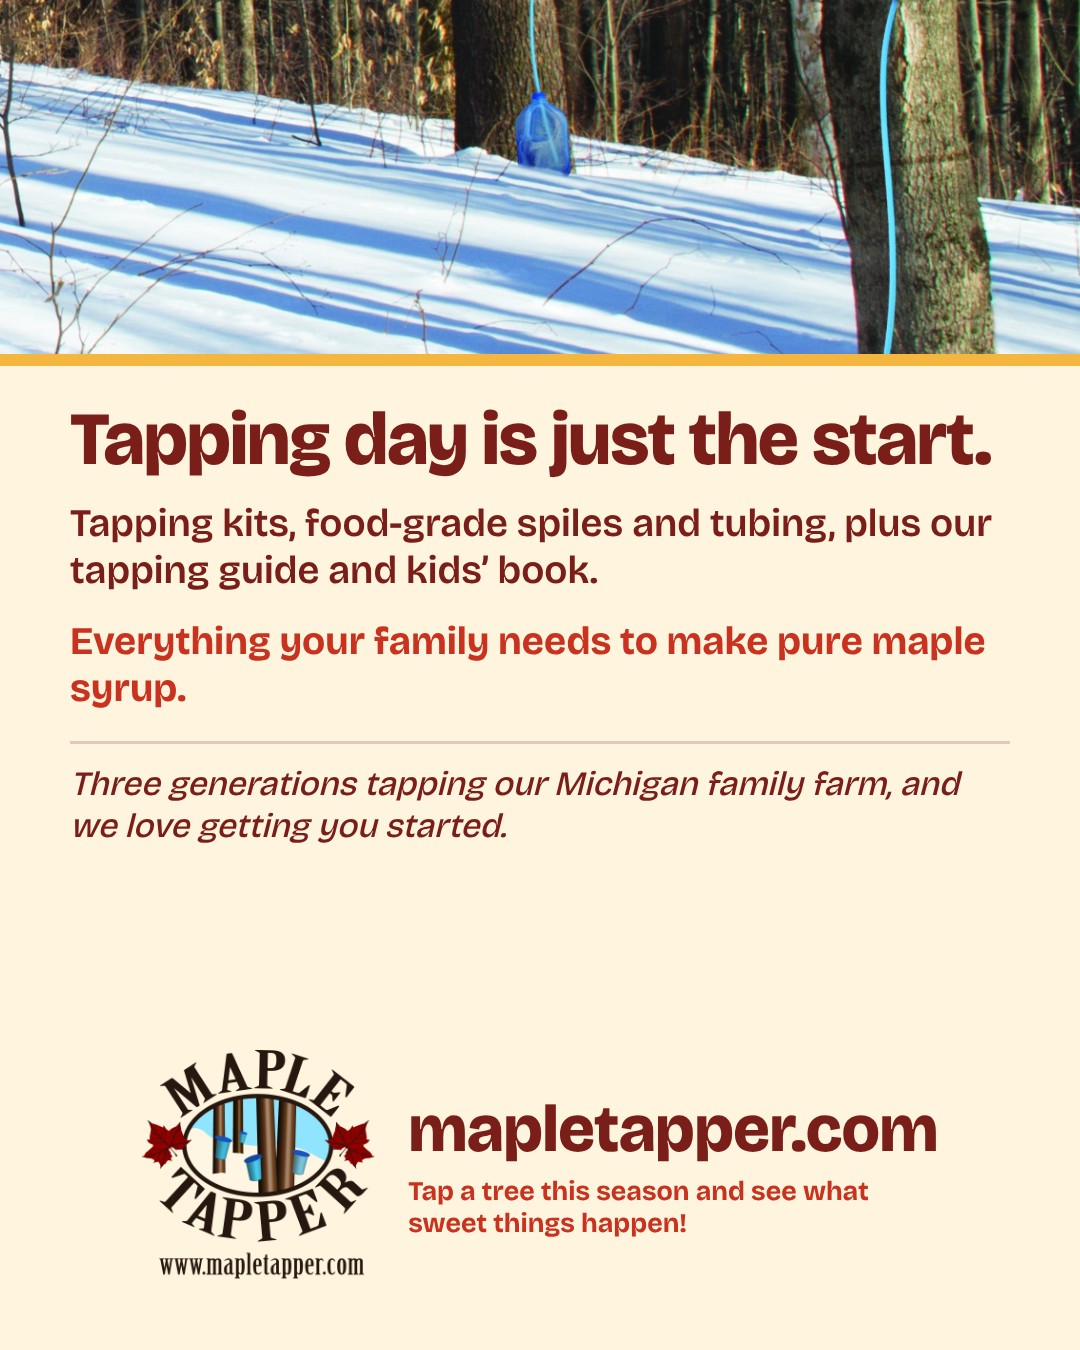 Tapping day is just the start.
Tapping kits, food-grade spiles and tubing, plus our
tapping guide and kids’ book.
Everything your family needs to make pure maple
syrup.
Three generations tapping our Michigan family farm, and
we love getting you started.
MAPLE
TAPPER
www.mapletapper.com
mapletapper.com
Tap a tree this season and see what
sweet things happen!